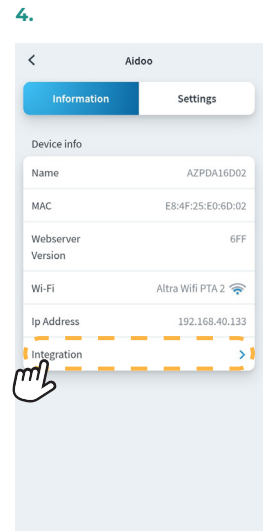 4.
Aidoo
Information Settings
Device info
Name AZPDA16D02
MAC E8:4F:25:E0:6D:02
Webserver 6FF
Version
Wi-Fi Altra Wifi PTA 2
Ip Address 192.168.40.133
Integration